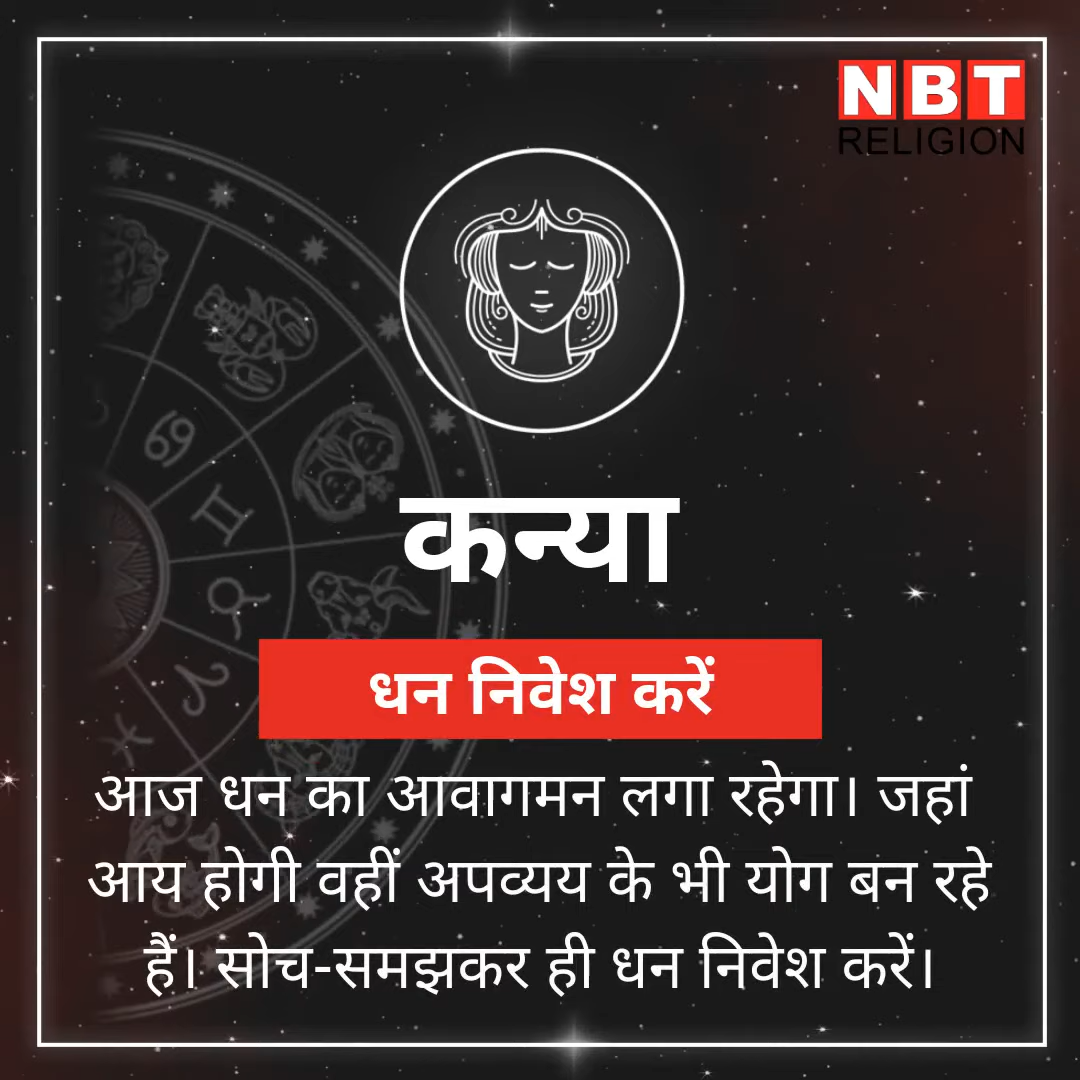 NBT
RELIGION
कन्या
धन निवेश करें
आज धन का आवागमन लगा रहेगा। जहां
आय होगी वहीं अपव्यय के भी योग बन रहे
हैं। सोच-समझकर ही धन निवेश करें।